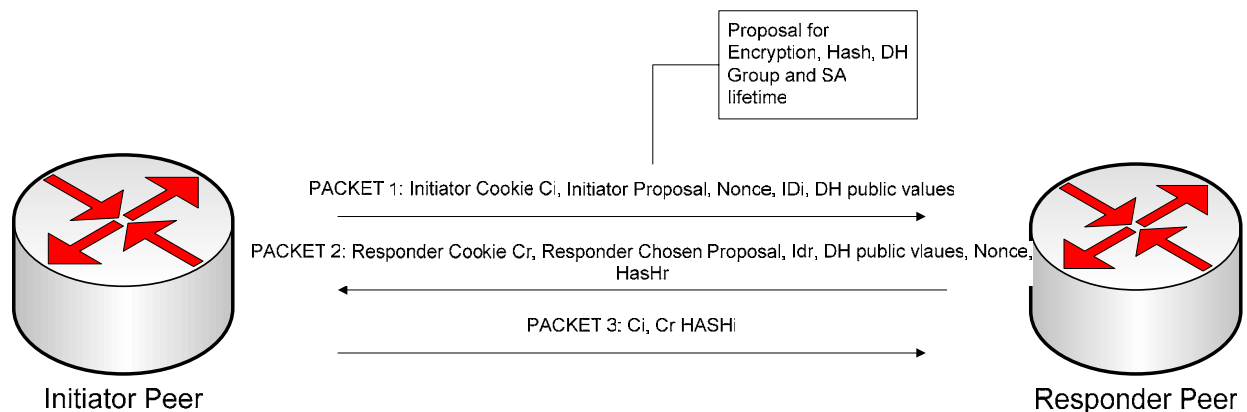 Proposal for
Encryption, Hash, DH
Group and SA
lifetime
PACKET 1: Initiator Cookie Ci, Initiator Proposal, Nonce, IDi, DH public values
PACKET 2: Responder Cookie Cr, Responder Chosen Proposal, Idr, DH public vlaues, Nonce,
HasHr
PACKET 3: Ci, Cr HASHi
Initiator Peer
Responder Peer